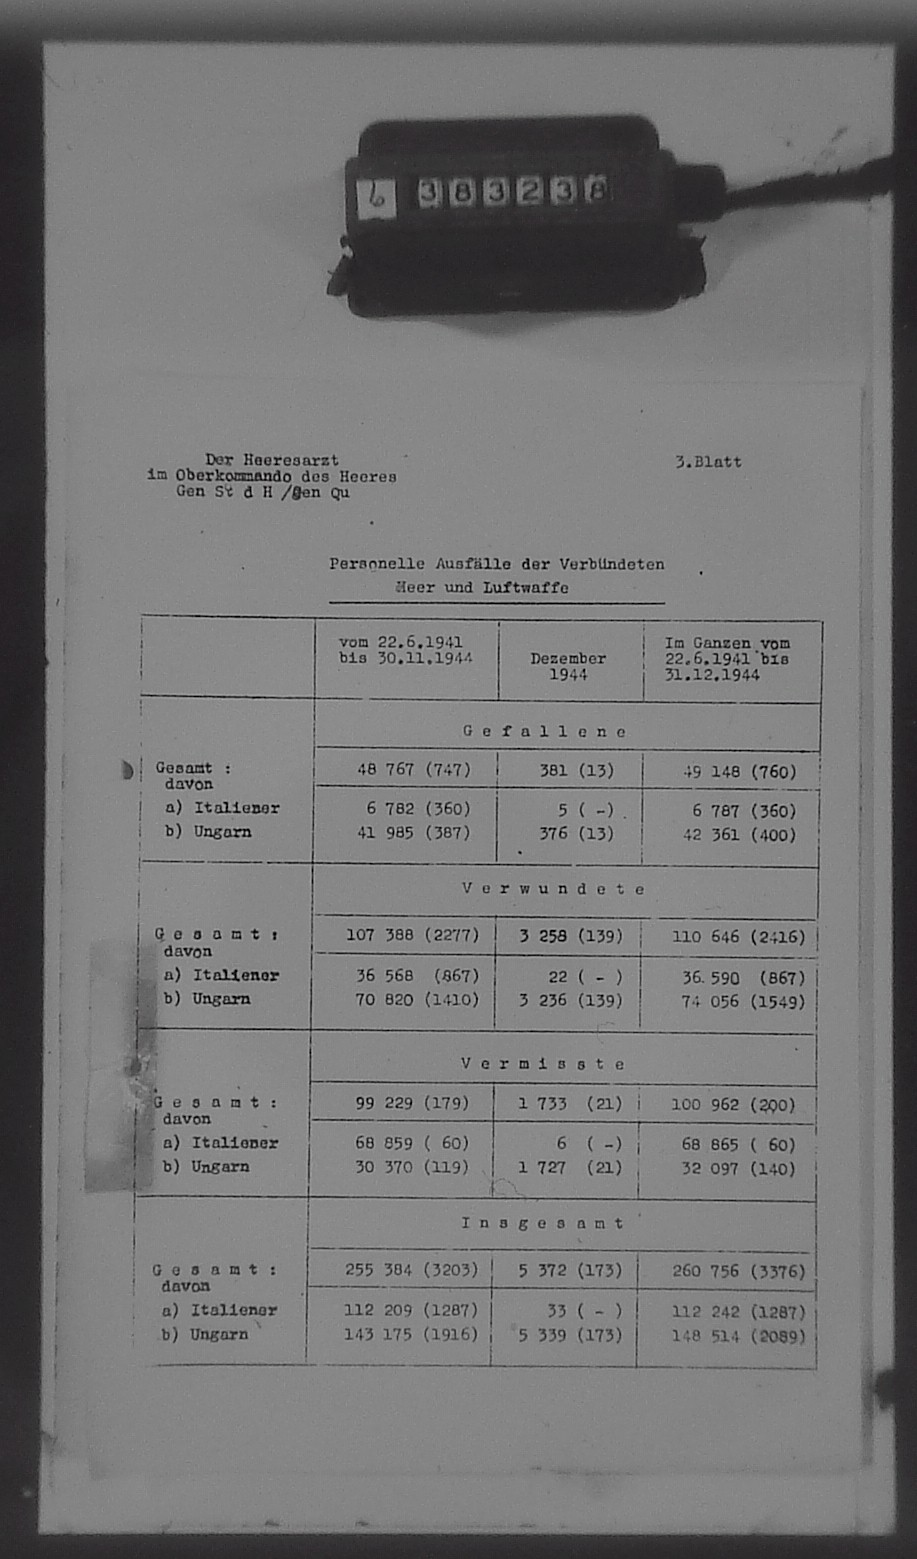 6 383238
Der Heeresarzt
im Oberkommando des Heeres
Gen St d H /Gen Qu
3.Blatt
Personelle Ausfälle der Verbündeten
Heer und Luftwaffe
vom 22.6.1941 bis 30.11.1944 Dezember 1944 Im Ganzen vom 22.6.1941 bis 31.12.1944
Gefallene
Gesamt : 48 767 (747) 381 (13) 49 148 (760)
davon
a) Italiener 6 782 (360) 5 ( -) 6 787 (360)
b) Ungarn 41 985 (387) 376 (13) 42 361 (400)
Verwundete
Gesamt: 107 388 (2277) 3 258 (139) 110 646 (2416)
davon
a) Italiener 36 568 (867) 22 ( - ) 36.590 (867)
b) Ungarn 70 820 (1410) 3 236 (139) 74 056 (1549)
Vermisste
Gesamt: 99 229 (179) 1 733 (21) 100 962 (200)
davon
a) Italiener 68 859 ( 60) 6 ( -) 68 865 ( 60)
b) Ungarn 30 370 (119) 1 727 (21) 32 097 (140)
Insgesamt
Gesamt: 255 384 (3203) 5 372 (173) 260 756 (3376)
davon
a) Italiener 112 209 (1287) 33 ( - ) 112 242 (1287)
b) Ungarn 143 175 (1916) 5 339 (173) 148 514 (2089)